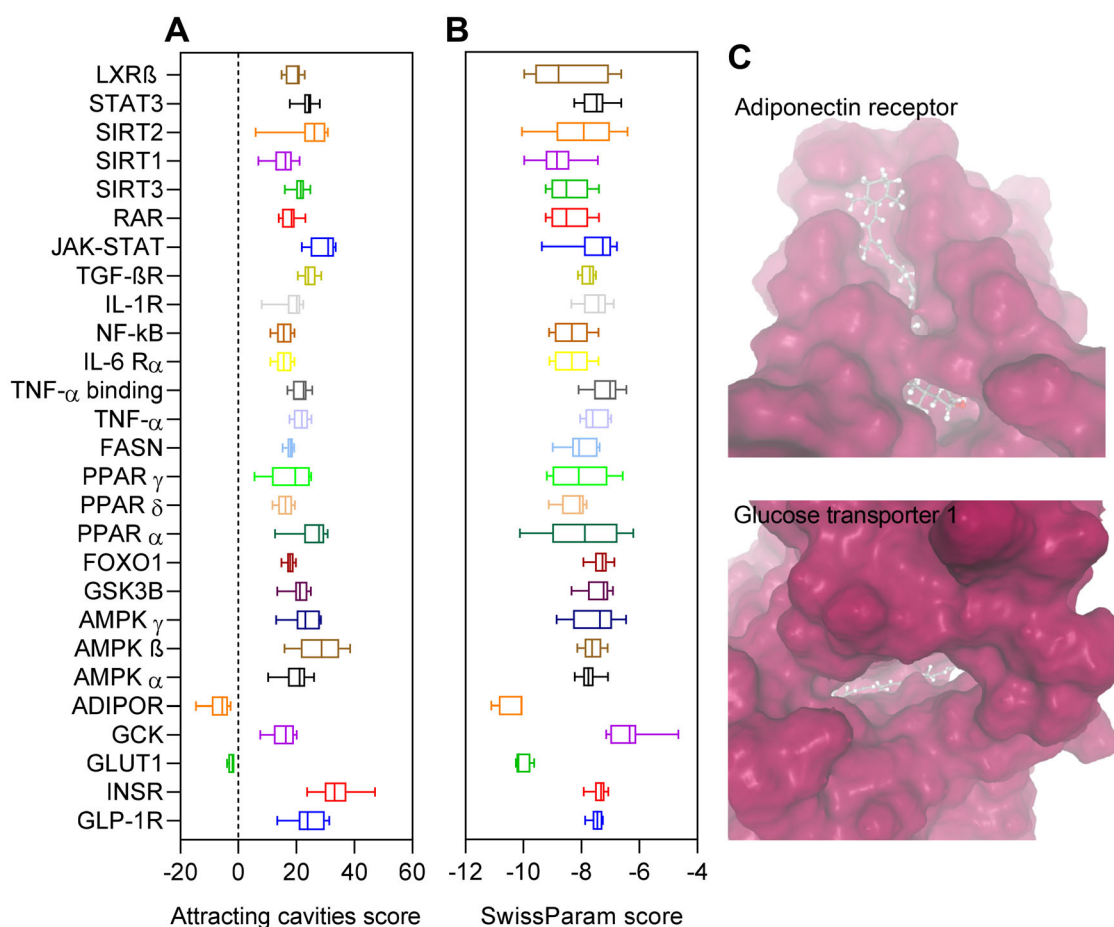 A
B
C
LXRß
STAT3
SIRT2
SIRT1
SIRT3
RAR
JAK-STAT
TGF-ßR
IL-1R
NF-kB
IL-6 Rα
TNF-α binding
TNF-α
FASN
PPAR γ
PPAR δ
PPAR α
FOXO1
GSK3B
AMPK γ
AMPK ß
AMPK α
ADIPOR
GCK
GLUT1
INSR
GLP-1R
-20 0 20 40 60
Attracting cavities score
-12 -10 -8 -6 -4
SwissParam score
Adiponectin receptor
Glucose transporter 1